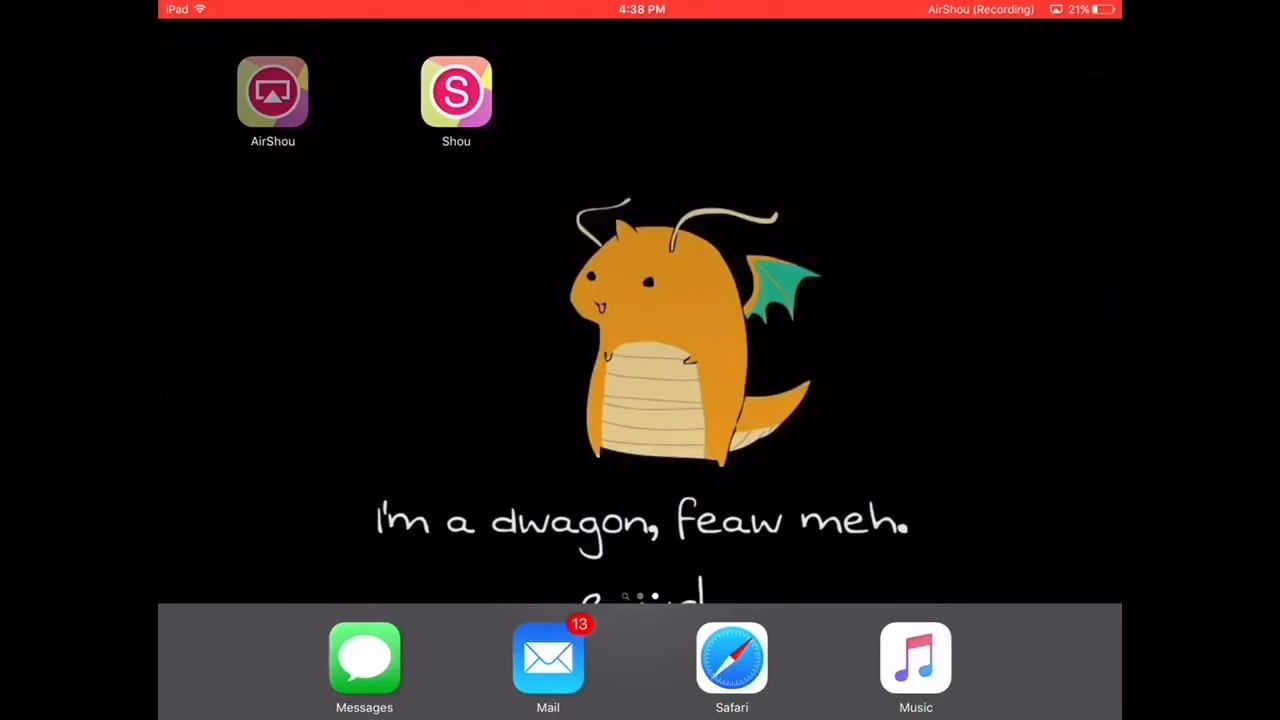 iPad 4:38 PM AirShou (Recording) 21%
S
AirShou Shou
I'm a dwagon, feaw meh.
13
Messages Mail Safari Music